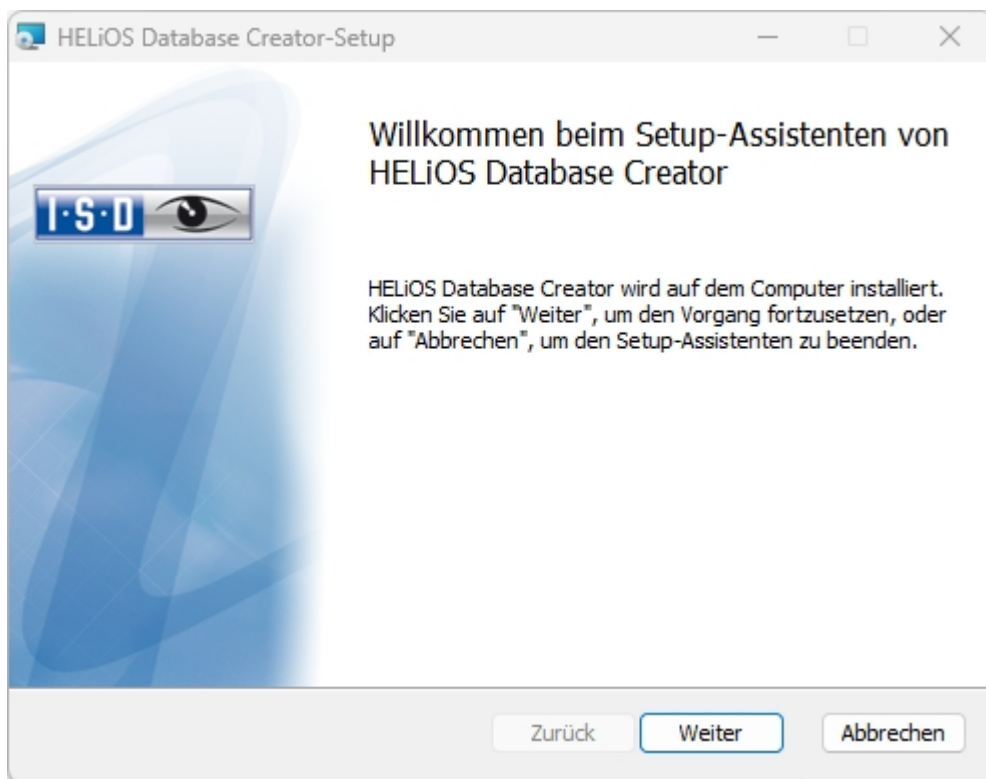 HELiOS Database Creator-Setup
Willkommen beim Setup-Assistenten von
HELiOS Database Creator
I·S·D
HELiOS Database Creator wird auf dem Computer installiert.
Klicken Sie auf "Weiter", um den Vorgang fortzusetzen, oder
auf "Abbrechen", um den Setup-Assistenten zu beenden.
Zurück
Weiter
Abbrechen